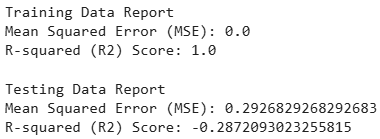 Training Data Report
Mean Squared Error (MSE): 0.0
R-squared (R2) Score: 1.0
Testing Data Report
Mean Squared Error (MSE): 0.2926829268292683
R-squared (R2) Score: -0.2872093023255815